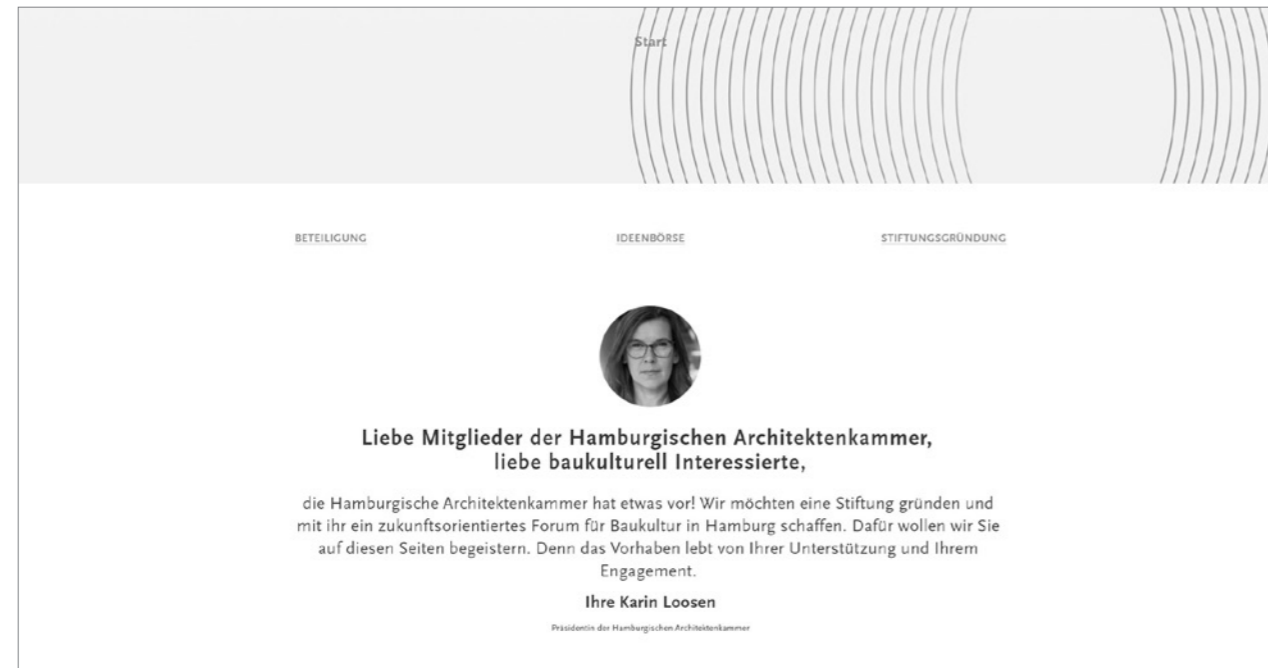 Start
BETEILIGUNG
IDEENBÖRSE
STIFTUNGSGRÜNDUNG
Liebe Mitglieder der Hamburgischen Architektenkammer,
liebe baukulturell Interessierte,
die Hamburgische Architektenkammer hat etwas vor! Wir möchten eine Stiftung gründen und
mit ihr ein zukunftsorientiertes Forum für Baukultur in Hamburg schaffen. Dafür wollen wir Sie
auf diesen Seiten begeistern. Denn das Vorhaben lebt von Ihrer Unterstützung und Ihrem
Engagement.
Ihre Karin Loosen
Präsidentin der Hamburgischen Architektenkammer